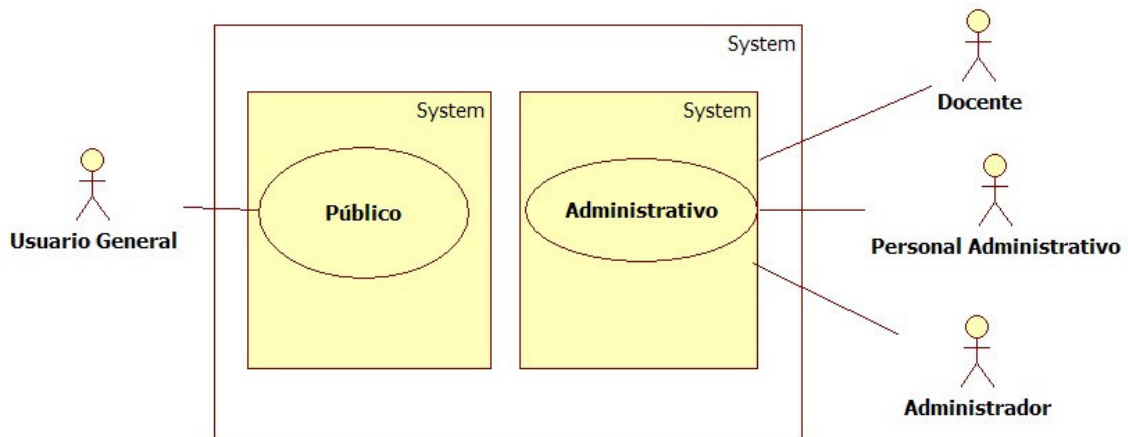 System
System
System
Docente
Público
Administrativo
Usuario General
Personal Administrativo
Administrador